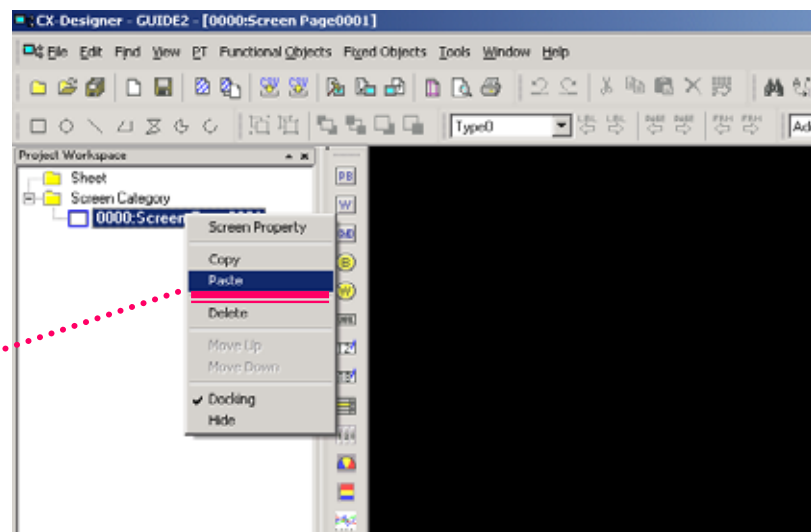 CX-Designer - GUIDE2 - [0000:Screen Page0001]
File Edit Find View PT Functional Objects Fixed Objects Tools Window Help
Type0
Project Workspace
Sheet
Screen Category
0000:Screen
Screen Property
Copy
Paste
Delete
Move Up
Move Down
Docking
Hide
PB
W
B
W